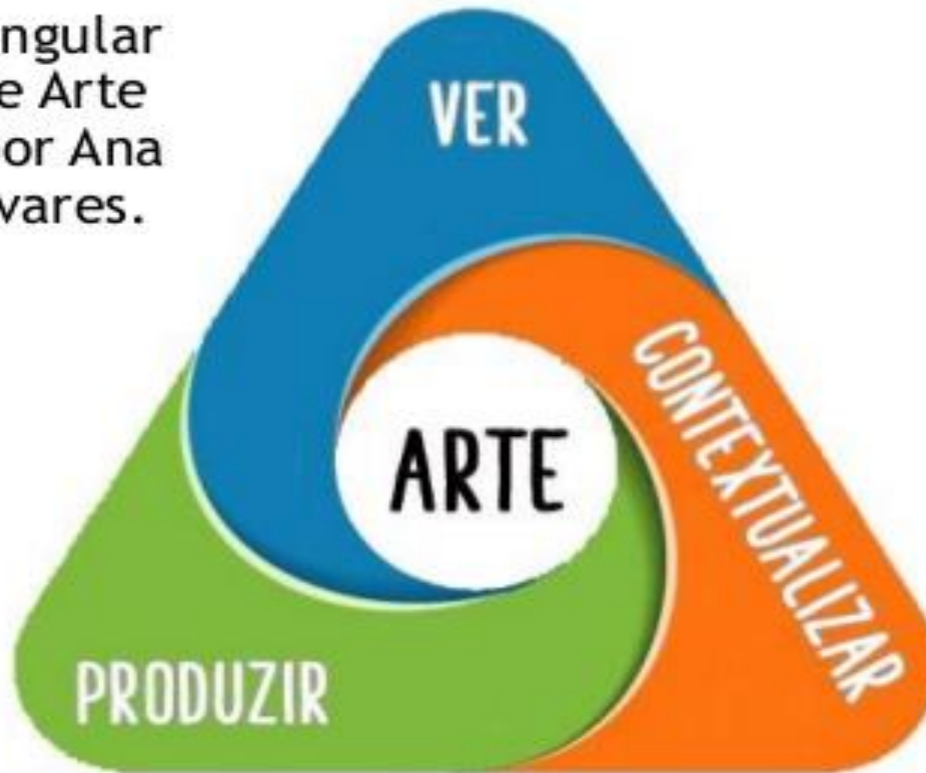 ngular
e Arte
or Ana
vares.
VER
CONTEXTUALIZAR
ARTE
PRODUZIR